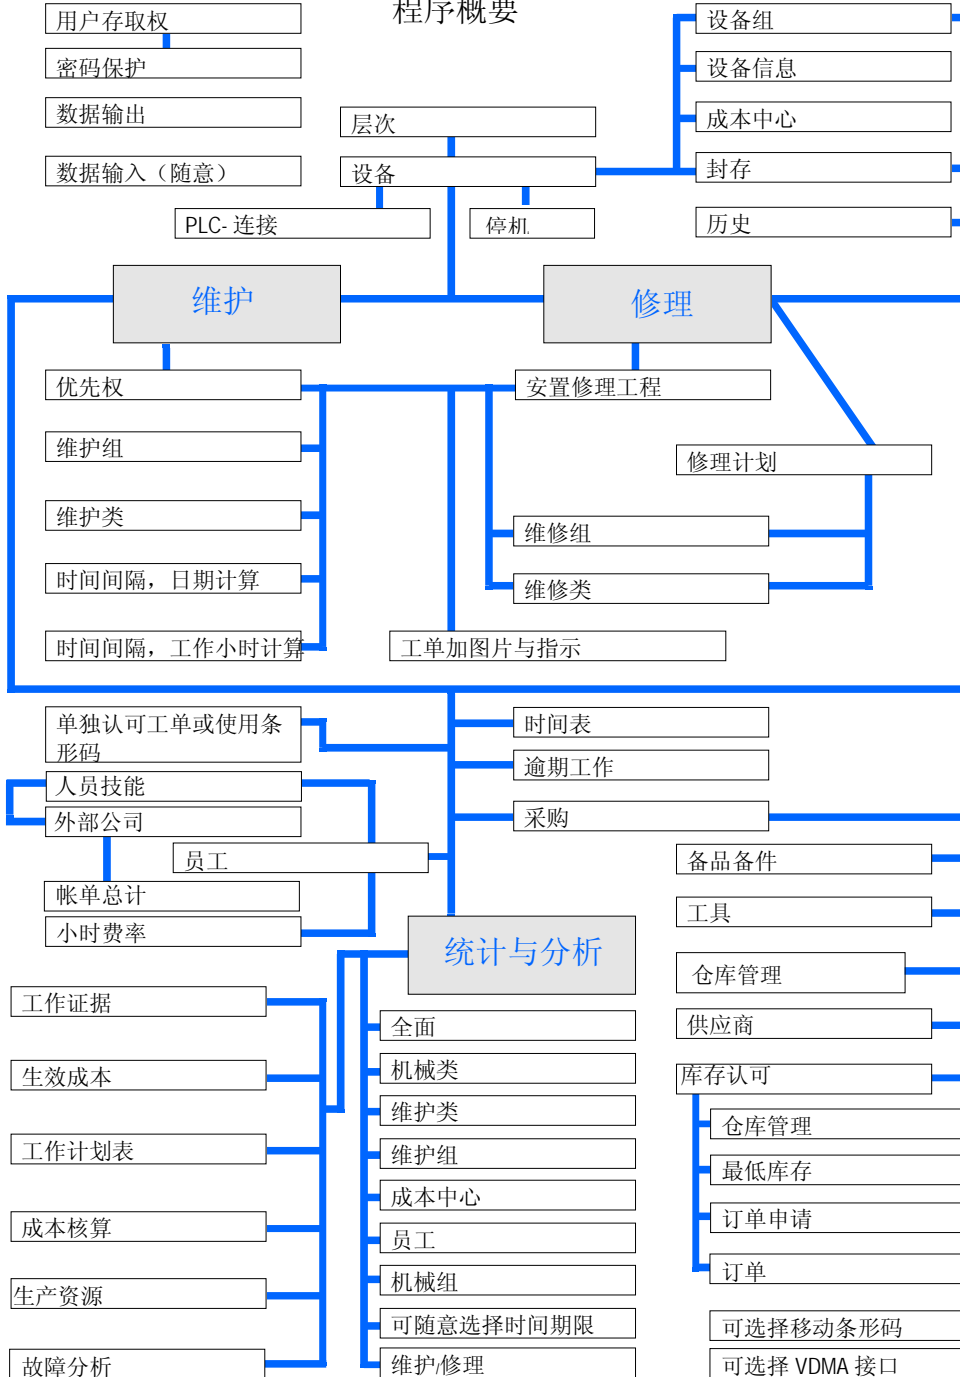 程序概要
用户存取权
密码保护
数据输出
数据输入（随意）
层次
设备
PLC- 连接
停机
设备组
设备信息
成本中心
封存
历史
维护
修理
优先权
维护组
维护类
时间间隔，日期计算
时间间隔，工作小时计算
安置修理工程
修理计划
维修组
维修类
工单加图片与指示
单独认可工单或使用条
形码
人员技能
外部公司
员工
帐单总计
小时费率
时间表
逾期工作
采购
备品备件
工具
仓库管理
供应商
库存认可
仓库管理
最低库存
订单申请
订单
可选择移动条形码
可选择 VDMA 接口
统计与分析
工作证据
生效成本
工作计划表
成本核算
生产资源
故障分析
全面
机械类
维护类
维护组
成本中心
员工
机械组
可随意选择时间期限
维护/修理